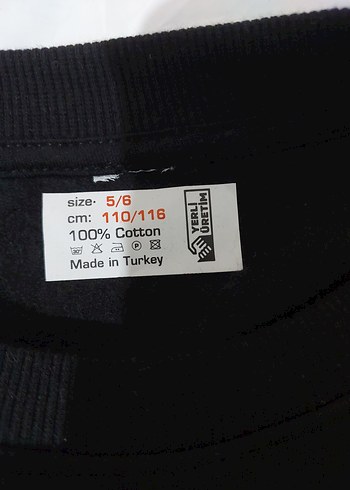 size: 5/6
cm: 110/116
100% Cotton
P
Made in Turkey
YERLİ
ÜRETİM